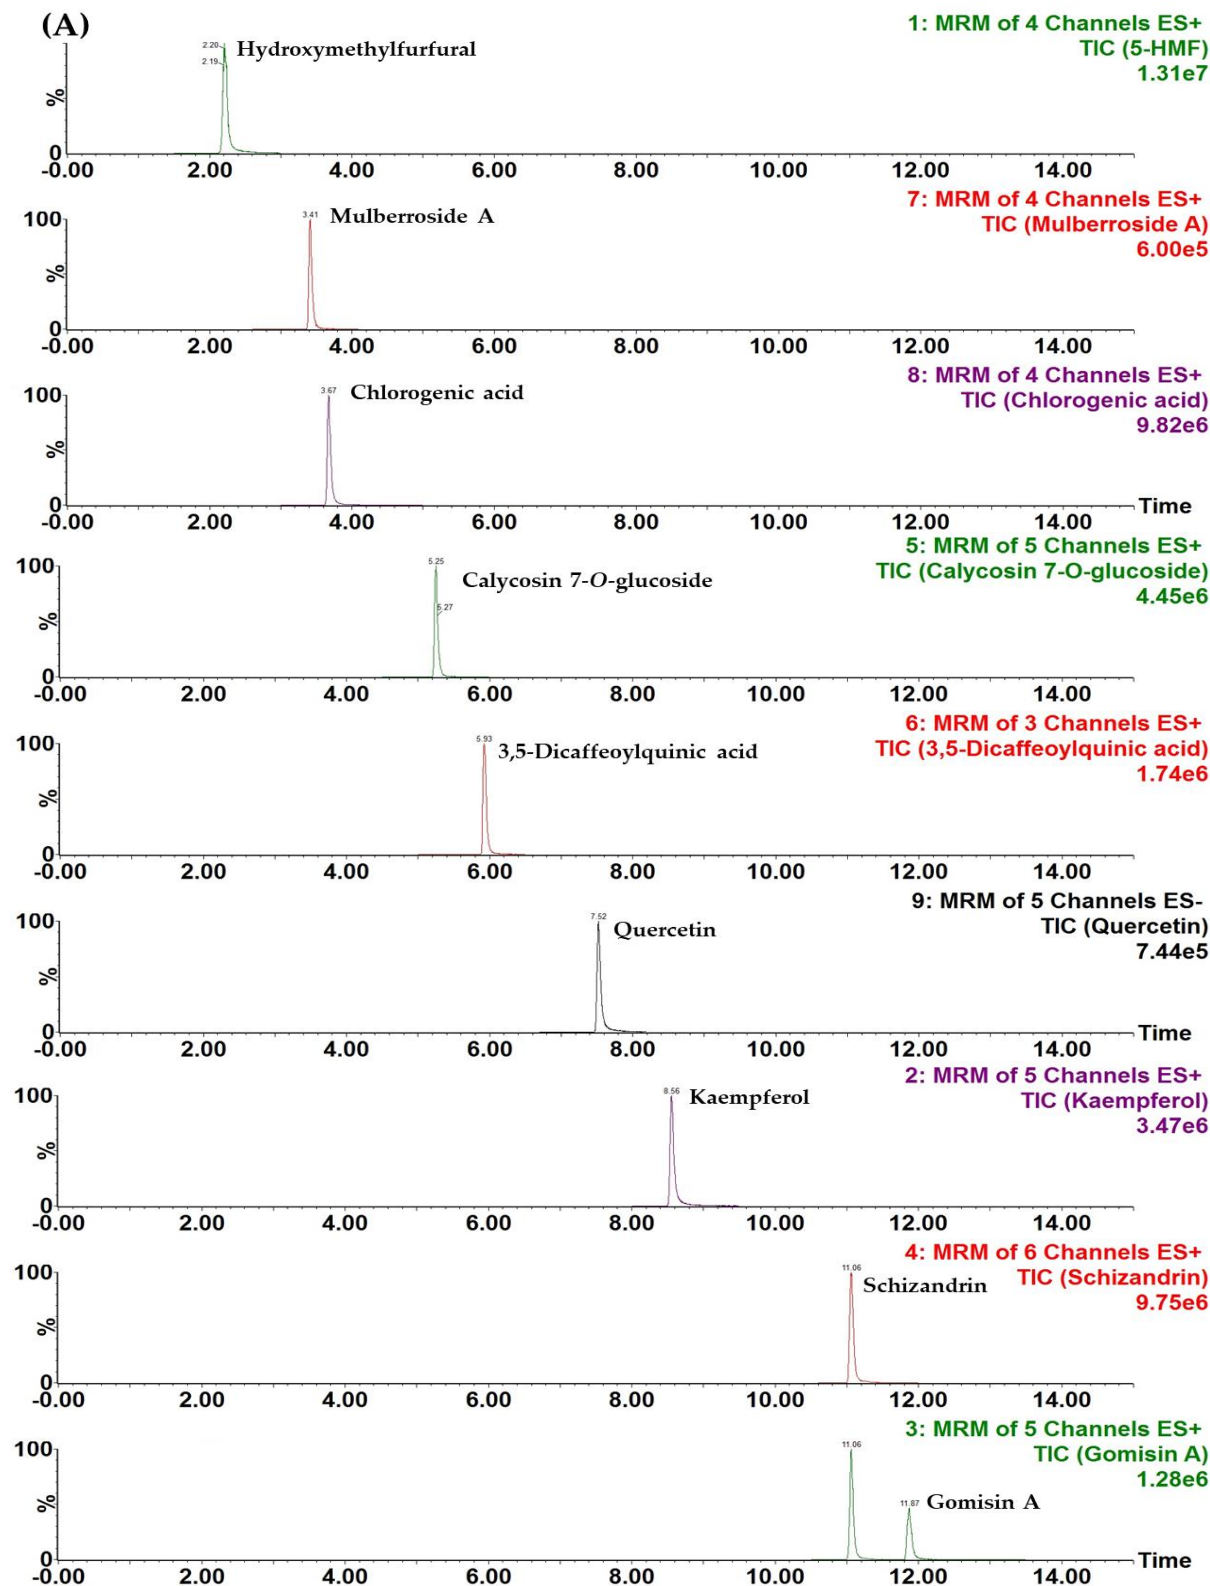 (A)
1: MRM of 4 Channels ES+
TIC (5-HMF)
1.31e7
2.20
2.19
Hydroxymethylfurfural
%
0
-0.00 2.00 4.00 6.00 8.00 10.00 12.00 14.00
7: MRM of 4 Channels ES+
TIC (Mulberroside A)
6.00e5
100
3.41
Mulberroside A
%
0
-0.00 2.00 4.00 6.00 8.00 10.00 12.00 14.00
8: MRM of 4 Channels ES+
TIC (Chlorogenic acid)
9.82e6
100
3.67
Chlorogenic acid
%
0
Time
-0.00 2.00 4.00 6.00 8.00 10.00 12.00 14.00
5: MRM of 5 Channels ES+
TIC (Calycosin 7-O-glucoside)
4.45e6
100
5.25
5.27
Calycosin 7-O-glucoside
%
0
-0.00 2.00 4.00 6.00 8.00 10.00 12.00 14.00
6: MRM of 3 Channels ES+
TIC (3,5-Dicaffeoylquinic acid)
1.74e6
100
5.93
3,5-Dicaffeoylquinic acid
%
0
-0.00 2.00 4.00 6.00 8.00 10.00 12.00 14.00
9: MRM of 5 Channels ES-
TIC (Quercetin)
7.44e5
100
7.52
Quercetin
%
0
Time
-0.00 2.00 4.00 6.00 8.00 10.00 12.00 14.00
2: MRM of 5 Channels ES+
TIC (Kaempferol)
3.47e6
100
8.56
Kaempferol
%
0
-0.00 2.00 4.00 6.00 8.00 10.00 12.00 14.00
4: MRM of 6 Channels ES+
TIC (Schizandrin)
9.75e6
100
11.06
Schizandrin
%
0
-0.00 2.00 4.00 6.00 8.00 10.00 12.00 14.00
3: MRM of 5 Channels ES+
TIC (Gomisin A)
1.28e6
100
11.06
11.87
Gomisin A
%
0
Time
-0.00 2.00 4.00 6.00 8.00 10.00 12.00 14.00